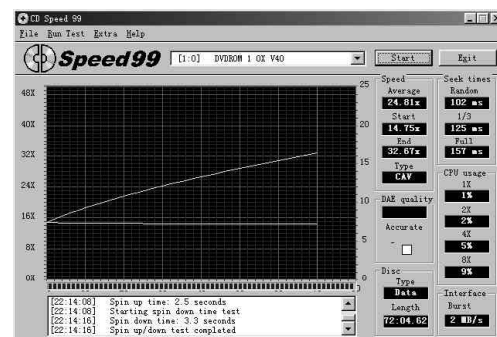 CD Speed 99
File Run Test Extra Help
Speed99
[1:0] DVDROM 1 0X V40
Start
Exit
48X
40X
32X
24X
16X
8X
0X
25
20
15
10
5
0
Speed
Average
24.81x
Start
14.75x
End
32.67x
Type
CAV
DAE quality
Accurate
-
Disc
Type
Data
Length
72:04.62
Seek times
Random
102 ms
1/3
125 ms
Full
157 ms
CPU usage
1X
1%
2X
2%
4X
5%
8X
9%
Interface
Burst
2 MB/s
[22:14:08] Spin up time: 2.5 seconds
[22:14:08] Starting spin down time test
[22:14:16] Spin down time: 3.3 seconds
[22:14:16] Spin up/down test completed